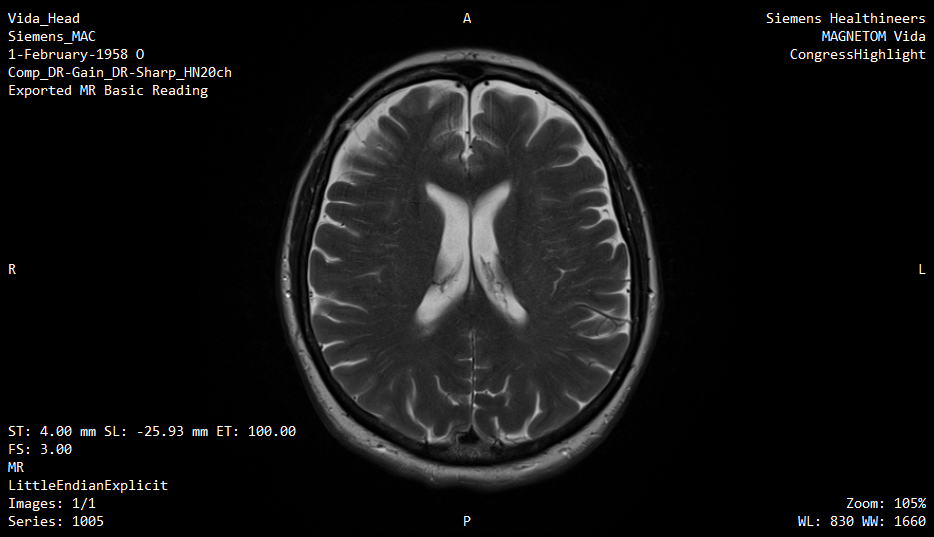 Vida_Head
Siemens_MAC
1-February-1958 O
Comp_DR-Gain_DR-Sharp_HN20ch
Exported MR Basic Reading
A
Siemens Healthineers
MAGNETOM Vida
CongressHighlight
R
L
ST: 4.00 mm SL: -25.93 mm ET: 100.00
FS: 3.00
MR
LittleEndianExplicit
Images: 1/1
Series: 1005
P
Zoom: 105%
WL: 830 WW: 1660